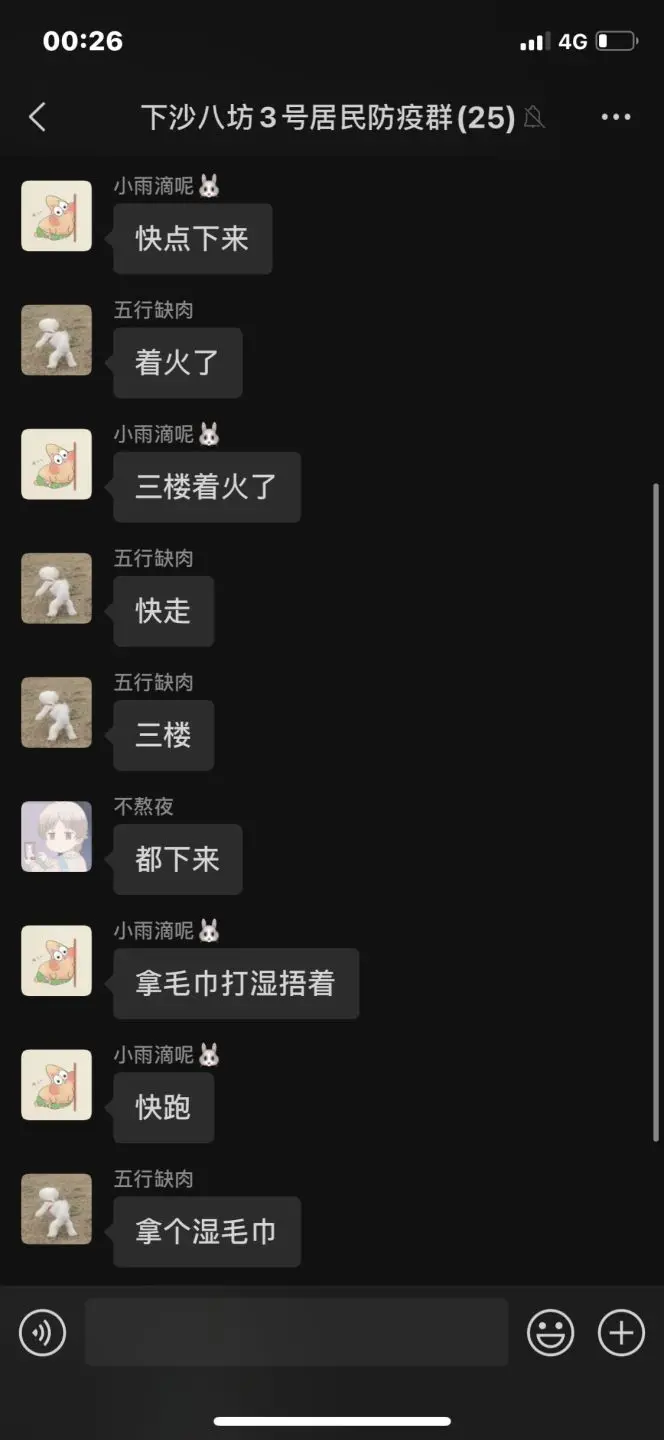 00:26
4G
下沙八坊3号居民防疫群(25)
小雨滴呢🐰
快点下来
五行缺肉
着火了
小雨滴呢🐰
三楼着火了
五行缺肉
快走
五行缺肉
三楼
不熬夜
都下来
小雨滴呢🐰
拿毛巾打湿捂着
小雨滴呢🐰
快跑
五行缺肉
拿个湿毛巾